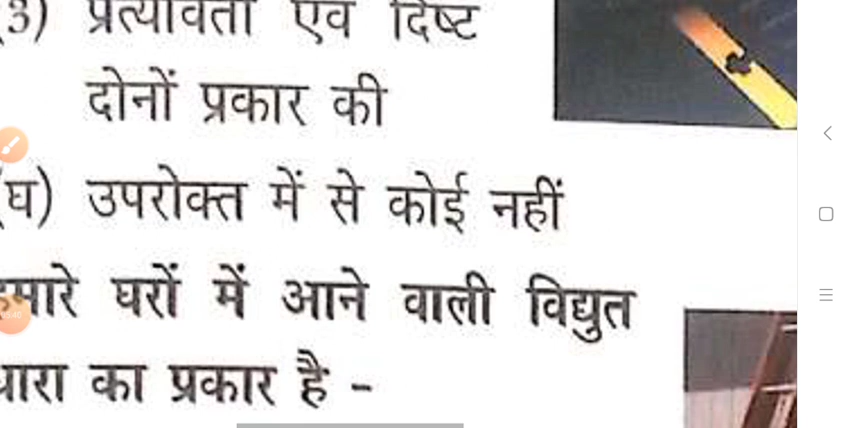 3) प्रत्यावर्ती एवं दिष्ट
दोनों प्रकार की
(घ) उपरोक्त में से कोई नहीं
हमारे घरों में आने वाली विद्युत
धारा का प्रकार है -